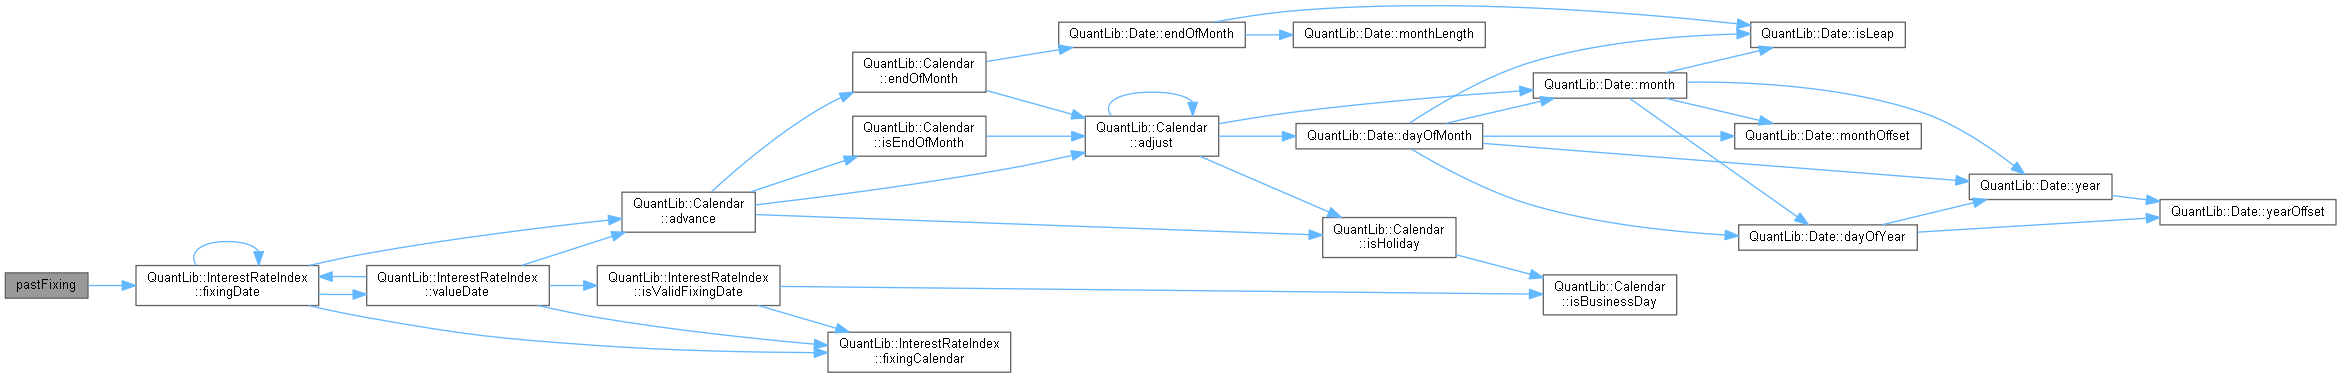 pastFixing
QuantLib::InterestRateIndex
::fixingDate
QuantLib::InterestRateIndex
::valueDate
QuantLib::Calendar
::advance
QuantLib::InterestRateIndex
::isValidFixingDate
QuantLib::Calendar
::endOfMonth
QuantLib::Calendar
::isEndOfMonth
QuantLib::InterestRateIndex
::fixingCalendar
QuantLib::Date::endOfMonth
QuantLib::Calendar
::adjust
QuantLib::Date::monthLength
QuantLib::Date::dayOfMonth
QuantLib::Calendar
::isHoliday
QuantLib::Date::month
QuantLib::Calendar
::isBusinessDay
QuantLib::Date::isLeap
QuantLib::Date::monthOffset
QuantLib::Date::dayOfYear
QuantLib::Date::year
QuantLib::Date::yearOffset